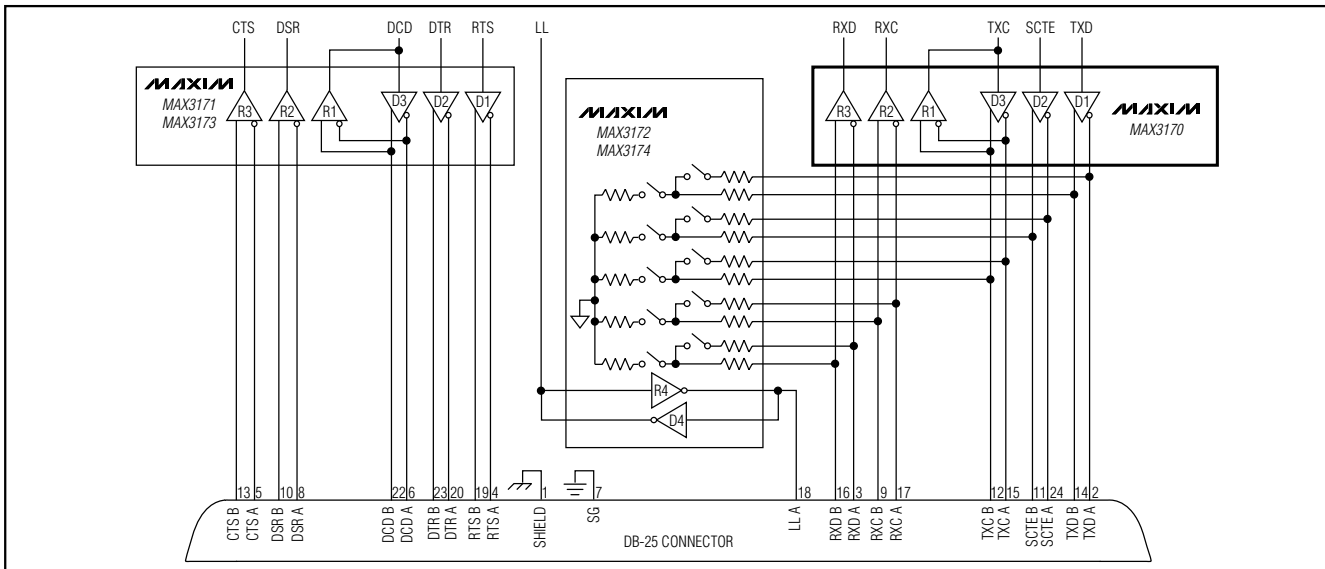 CTS DSR DCD DTR RTS LL RXD RXC TXC SCTE TXD
MAXIM
MAX3171
MAX3173
R3 R2 R1 D3 D2 D1
MAXIM
MAX3172
MAX3174
R3 R2 R1 D3 D2 D1
MAXIM
MAX3170
R4
D4
13 5 10 8 22 6 23 20 19 4 1 7 18 16 3 9 17 12 15 11 24 14 2
CTS B
CTS A
DSR B
DSR A
DCD B
DCD A
DTR B
DTR A
RTS B
RTS A
SHIELD
SG
LL A
RXD B
RXD A
RXC B
RXC A
TXC B
TXC A
SCTE B
SCTE A
TXD B
TXD A
DB-25 CONNECTOR